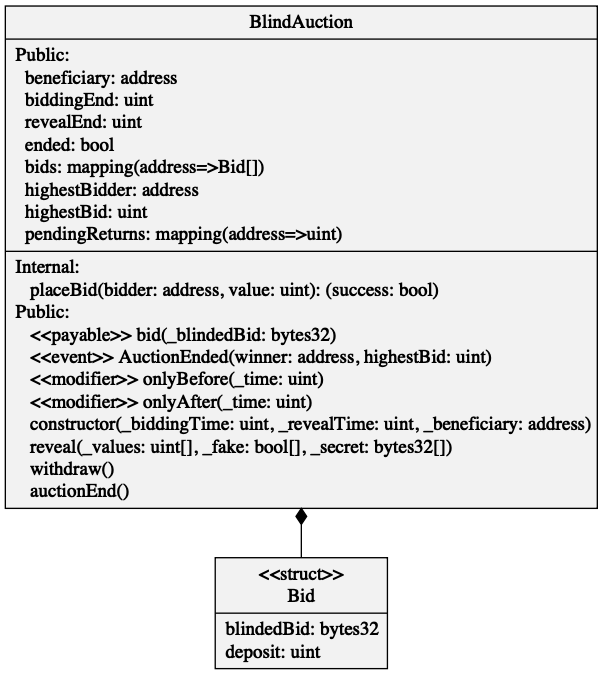 BlindAuction
Public:
beneficiary: address
biddingEnd: uint
revealEnd: uint
ended: bool
bids: mapping(address=>Bid[])
highestBidder: address
highestBid: uint
pendingReturns: mapping(address=>uint)
Internal:
placeBid(bidder: address, value: uint): (success: bool)
Public:
<<payable>> bid(_blindedBid: bytes32)
<<event>> AuctionEnded(winner: address, highestBid: uint)
<<modifier>> onlyBefore(_time: uint)
<<modifier>> onlyAfter(_time: uint)
constructor(_biddingTime: uint, _revealTime: uint, _beneficiary: address)
reveal(_values: uint[], _fake: bool[], _secret: bytes32[])
withdraw()
auctionEnd()
<<struct>>
Bid
blindedBid: bytes32
deposit: uint